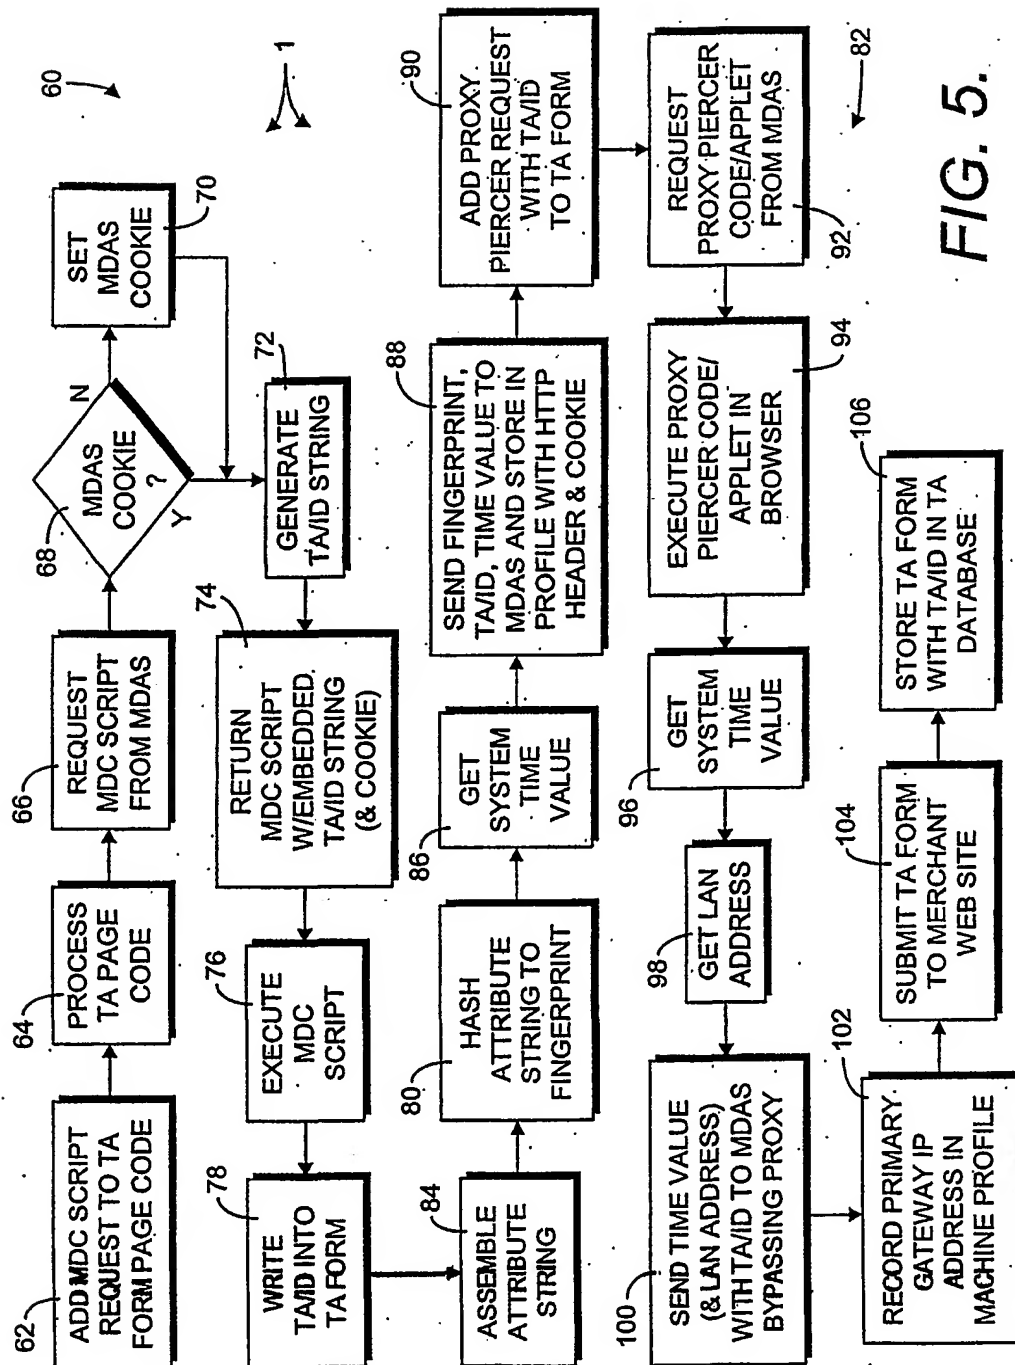 60
1
62
ADD MDC SCRIPT
REQUEST TO TA
FORM PAGE CODE
64
PROCESS
TA PAGE
CODE
66
REQUEST
MDC SCRIPT
FROM MDAS
68
MDAS
COOKIE
?
N
Y
SET
MDAS
COOKIE
70
72
GENERATE
TA/ID STRING
74
RETURN
MDC SCRIPT
W/EMBEDDED.
TA/ID STRING
(& COOKIE)
76
EXECUTE
MDC
SCRIPT
78
WRITE
TA/ID INTO
TA FORM
84
ASSEMBLE
ATTRIBUTE
STRING
80
HASH
ATTRIBUTE
STRING TO
FINGERPRINT
86
GET
SYSTEM
TIME
VALUE
88
SEND FINGERPRINT,
TA/ID, TIME VALUE TO
MDAS AND STORE IN
PROFILE WITH HTTP
HEADER & COOKIE
90
ADD PROXY
PIERCER REQUEST
WITH TA/ID
TO TA FORM
REQUEST
PROXY PIERCER
CODE/APPLET
FROM MDAS
92
82
EXECUTE PROXY
PIERCER CODE/
APPLET IN
BROWSER
94
GET
SYSTEM
TIME
VALUE
96
98
GET LAN
ADDRESS
100
SEND TIME VALUE
(& LAN ADDRESS)
WITH TA/ID TO MDAS
BYPASSING PROXY
102
RECORD PRIMARY
GATEWAY IP
ADDRESS IN
MACHINE PROFILE
104
SUBMIT TA FORM
TO MERCHANT
WEB SITE
106
STORE TA FORM
WITH TA/ID IN TA
DATABASE
FIG. 5.